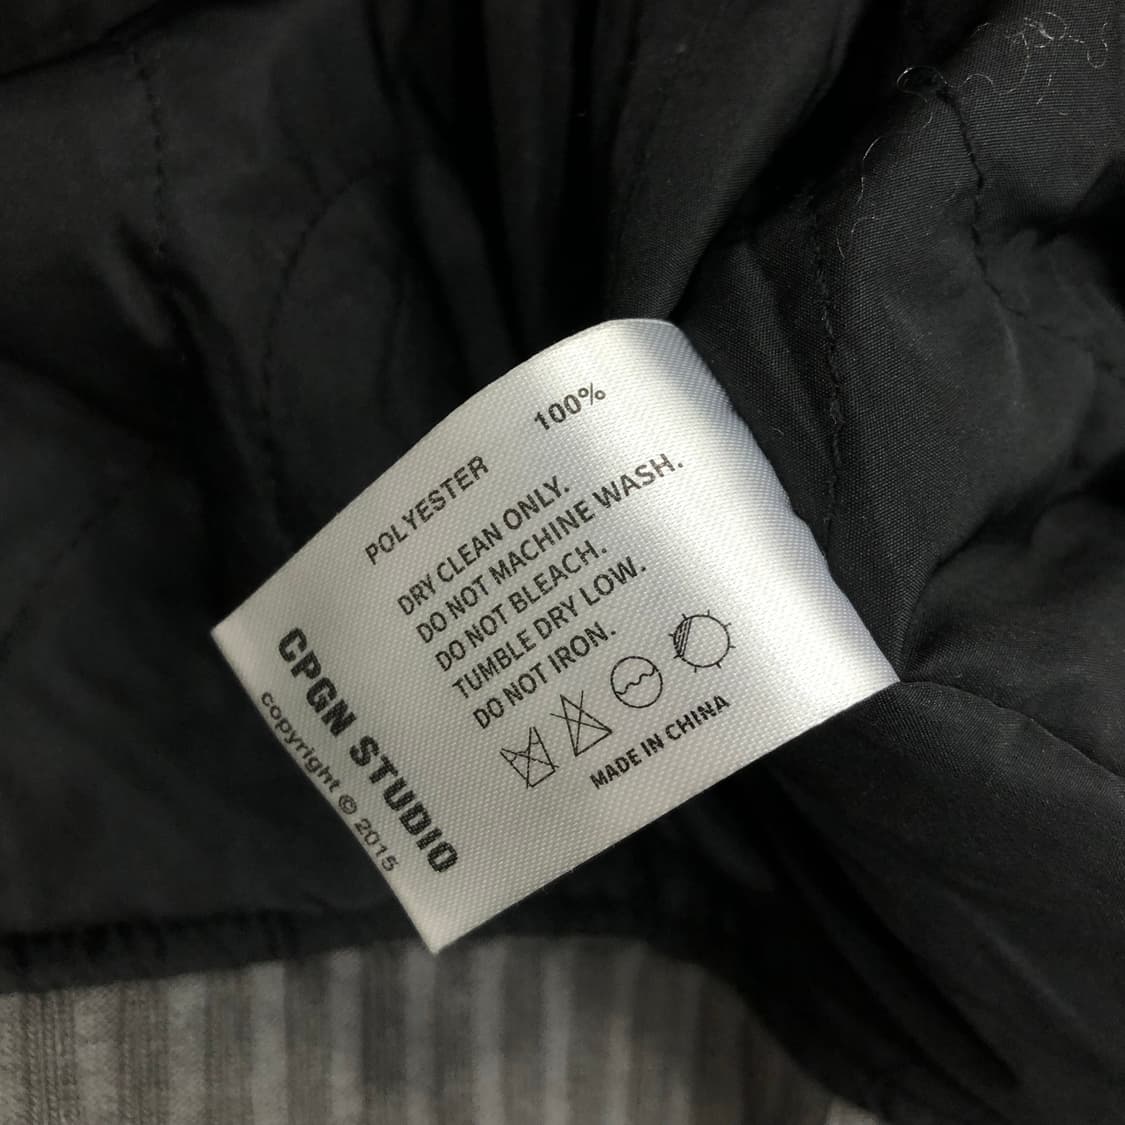 POLYESTER 100%
DRY CLEAN ONLY.
DO NOT MACHINE WASH.
DO NOT BLEACH.
TUMBLE DRY LOW.
DO NOT IRON.
MADE IN CHINA
CPGN STUDIO
copyright © 2015